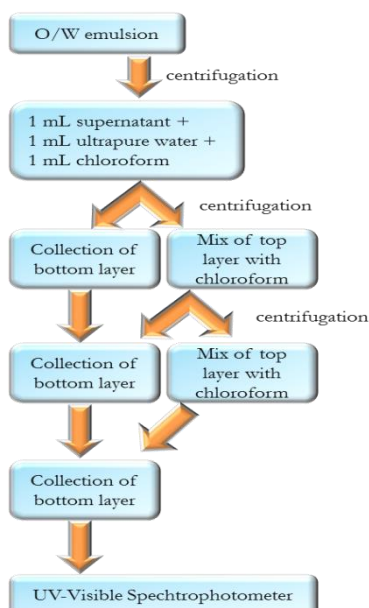 O/W emulsion
centrifugation
1 mL supernatant +
1 mL ultrapure water +
1 mL chloroform
centrifugation
Collection of
bottom layer
Mix of top
layer with
chloroform
centrifugation
Collection of
bottom layer
Mix of top
layer with
chloroform
Collection of
bottom layer
UV-Visible Spechtrophotometer